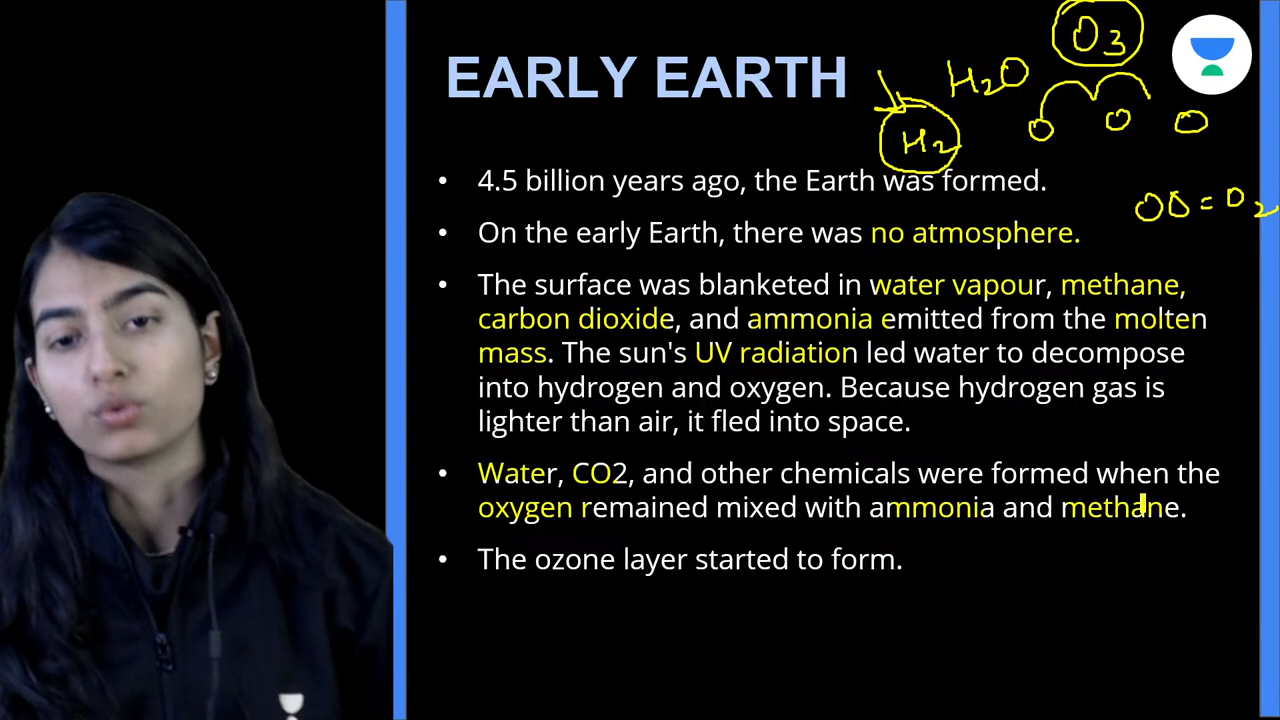 O3
EARLY EARTH
H2O
H2
O O O
• 4.5 billion years ago, the Earth was formed.
OO = O2
• On the early Earth, there was no atmosphere.
• The surface was blanketed in water vapour, methane,
carbon dioxide, and ammonia emitted from the molten
mass. The sun's UV radiation led water to decompose
into hydrogen and oxygen. Because hydrogen gas is
lighter than air, it fled into space.
• Water, CO2, and other chemicals were formed when the
oxygen remained mixed with ammonia and methane.
• The ozone layer started to form.